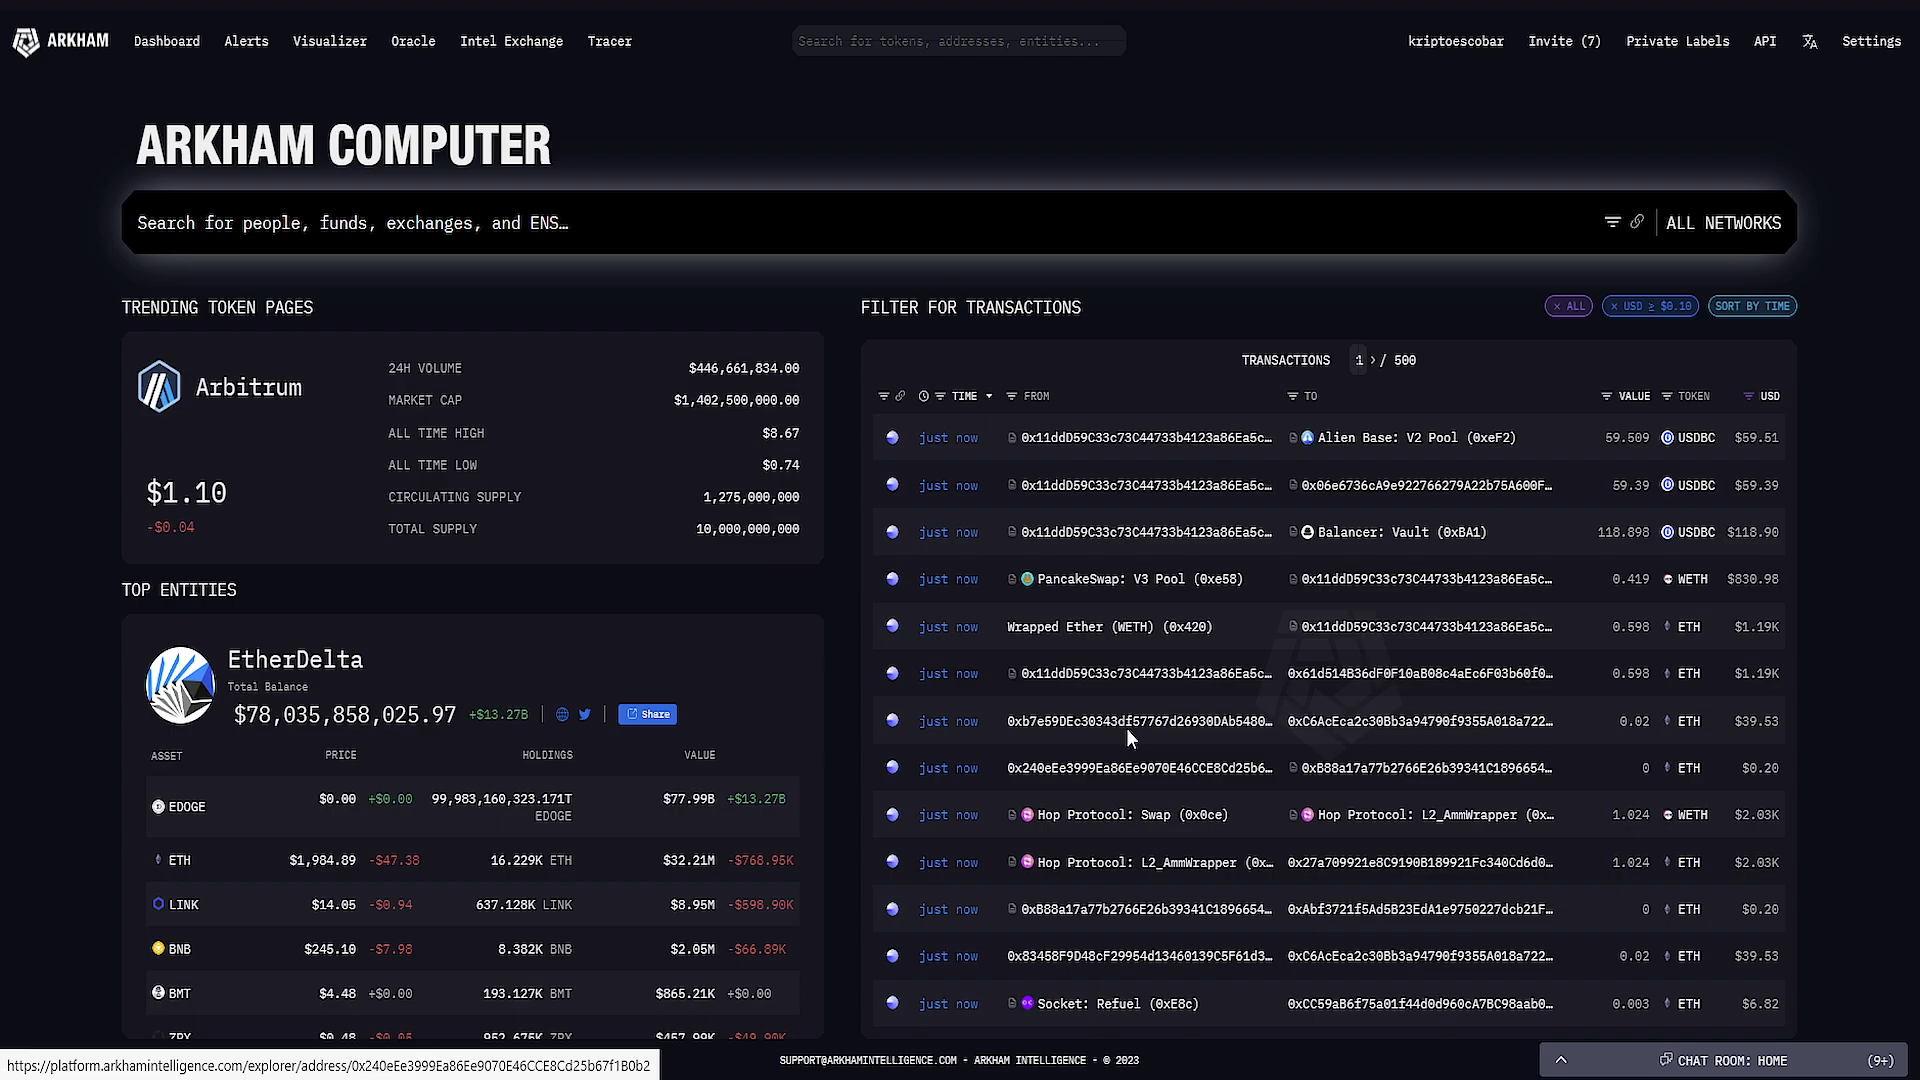 ARKHAM Dashboard Alerts Visualizer Oracle Intel Exchange Tracer Search for tokens, addresses, entities... kriptoescobar Invite (7) Private Labels API Settings
ARKHAM COMPUTER
Search for people, funds, exchanges, and ENS… ALL NETWORKS
TRENDING TOKEN PAGES
Arbitrum
$1.10
-$0.04
24H VOLUME $446,661,834.00
MARKET CAP $1,402,500,000.00
ALL TIME HIGH $8.67
ALL TIME LOW $0.74
CIRCULATING SUPPLY 1,275,000,000
TOTAL SUPPLY 10,000,000,000
TOP ENTITIES
EtherDelta
Total Balance
$78,035,858,025.97 +$13.27B Share
ASSET PRICE HOLDINGS VALUE
EDOGE $0.00 +$0.00 99,983,160,323.171T EDOGE $77.99B +$13.27B
ETH $1,984.89 -$47.38 16.229K ETH $32.21M -$768.95K
LINK $14.05 -$0.94 637.128K LINK $8.95M -$598.90K
BNB $245.10 -$7.98 8.382K BNB $2.05M -$66.89K
BMT $4.48 +$0.00 193.127K BMT $865.21K +$0.00
ZRX $0.48 -$0.05 952.675K ZRX $457.99K -$49.90K
FILTER FOR TRANSACTIONS × ALL × USD ≥ $0.10 SORT BY TIME
TRANSACTIONS 1 > / 500
TIME FROM TO VALUE TOKEN USD
just now 0x11ddD59C33c73C44733b4123a86Ea5c… Alien Base: V2 Pool (0xeF2) 59.509 USDBC $59.51
just now 0x11ddD59C33c73C44733b4123a86Ea5c… 0x06e6736cA9e922766279A22b75A600F… 59.39 USDBC $59.39
just now 0x11ddD59C33c73C44733b4123a86Ea5c… Balancer: Vault (0xBA1) 118.898 USDBC $118.90
just now PancakeSwap: V3 Pool (0xe58) 0x11ddD59C33c73C44733b4123a86Ea5c… 0.419 WETH $830.98
just now Wrapped Ether (WETH) (0x420) 0x11ddD59C33c73C44733b4123a86Ea5c… 0.598 ETH $1.19K
just now 0x11ddD59C33c73C44733b4123a86Ea5c… 0x61d514B36dF0F10aB08c4aEc6F03b60f0… 0.598 ETH $1.19K
just now 0xb7e59DEc30343df57767d26930DAb5480… 0xC6AcEca2c30Bb3a94790f9355A018a722… 0.02 ETH $39.53
just now 0x240eEe3999Ea86Ee9070E46CCE8Cd25b6… 0xB88a17a77b2766E26b39341C1896654… 0 ETH $0.20
just now Hop Protocol: Swap (0x0ce) Hop Protocol: L2_AmmWrapper (0x… 1.024 WETH $2.03K
just now Hop Protocol: L2_AmmWrapper (0x… 0x27a709921e8C9190B189921Fc340Cd6d0… 1.024 ETH $2.03K
just now 0xB88a17a77b2766E26b39341C1896654… 0xAbf3721f5Ad5B23EdA1e9750227dcb21F… 0 ETH $0.20
just now 0x83458F9D48cF29954d13460139C5F61d3… 0xC6AcEca2c30Bb3a94790f9355A018a722… 0.02 ETH $39.53
just now Socket: Refuel (0xE8c) 0xCC59aB6f75a01f44d0d960cA7BC98aab0… 0.003 ETH $6.82
https://platform.arkhamintelligence.com/explorer/address/0x240eEe3999Ea86Ee9070E46CCE8Cd25b67f1B0b2
SUPPORT@ARKHAMINTELLIGENCE.COM - ARKHAM INTELLIGENCE - © 2023
CHAT ROOM: HOME (9+)